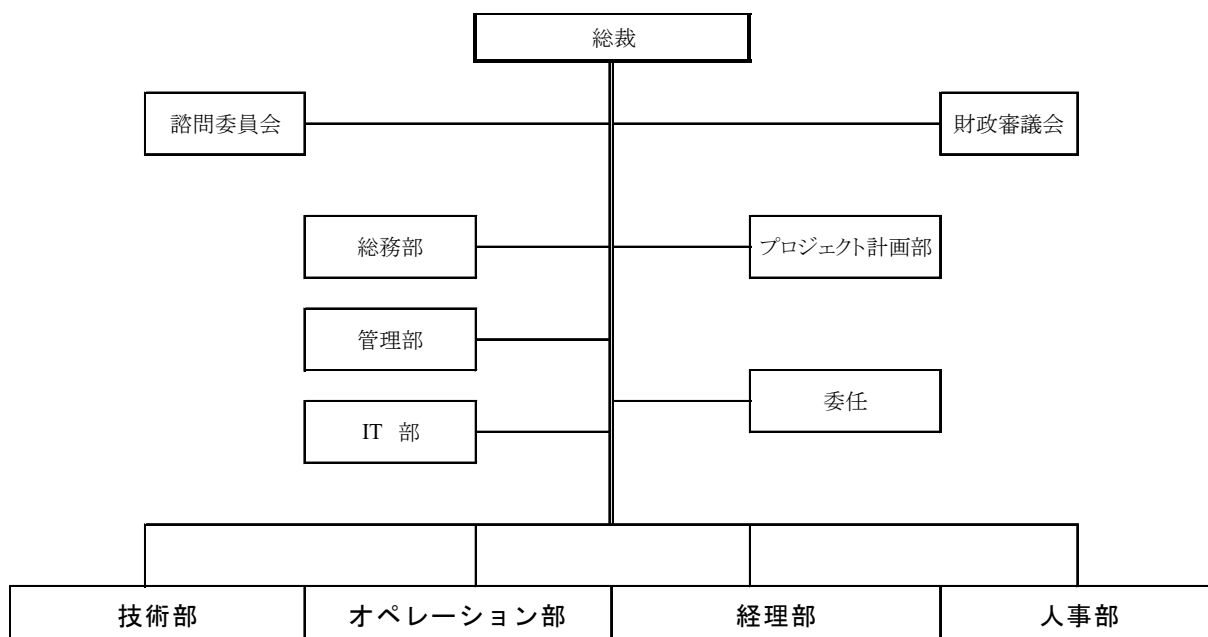 総裁
諮問委員会
財政審議会
総務部
プロジェクト計画部
管理部
委任
IT 部
技術部
オペレーション部
経理部
人事部